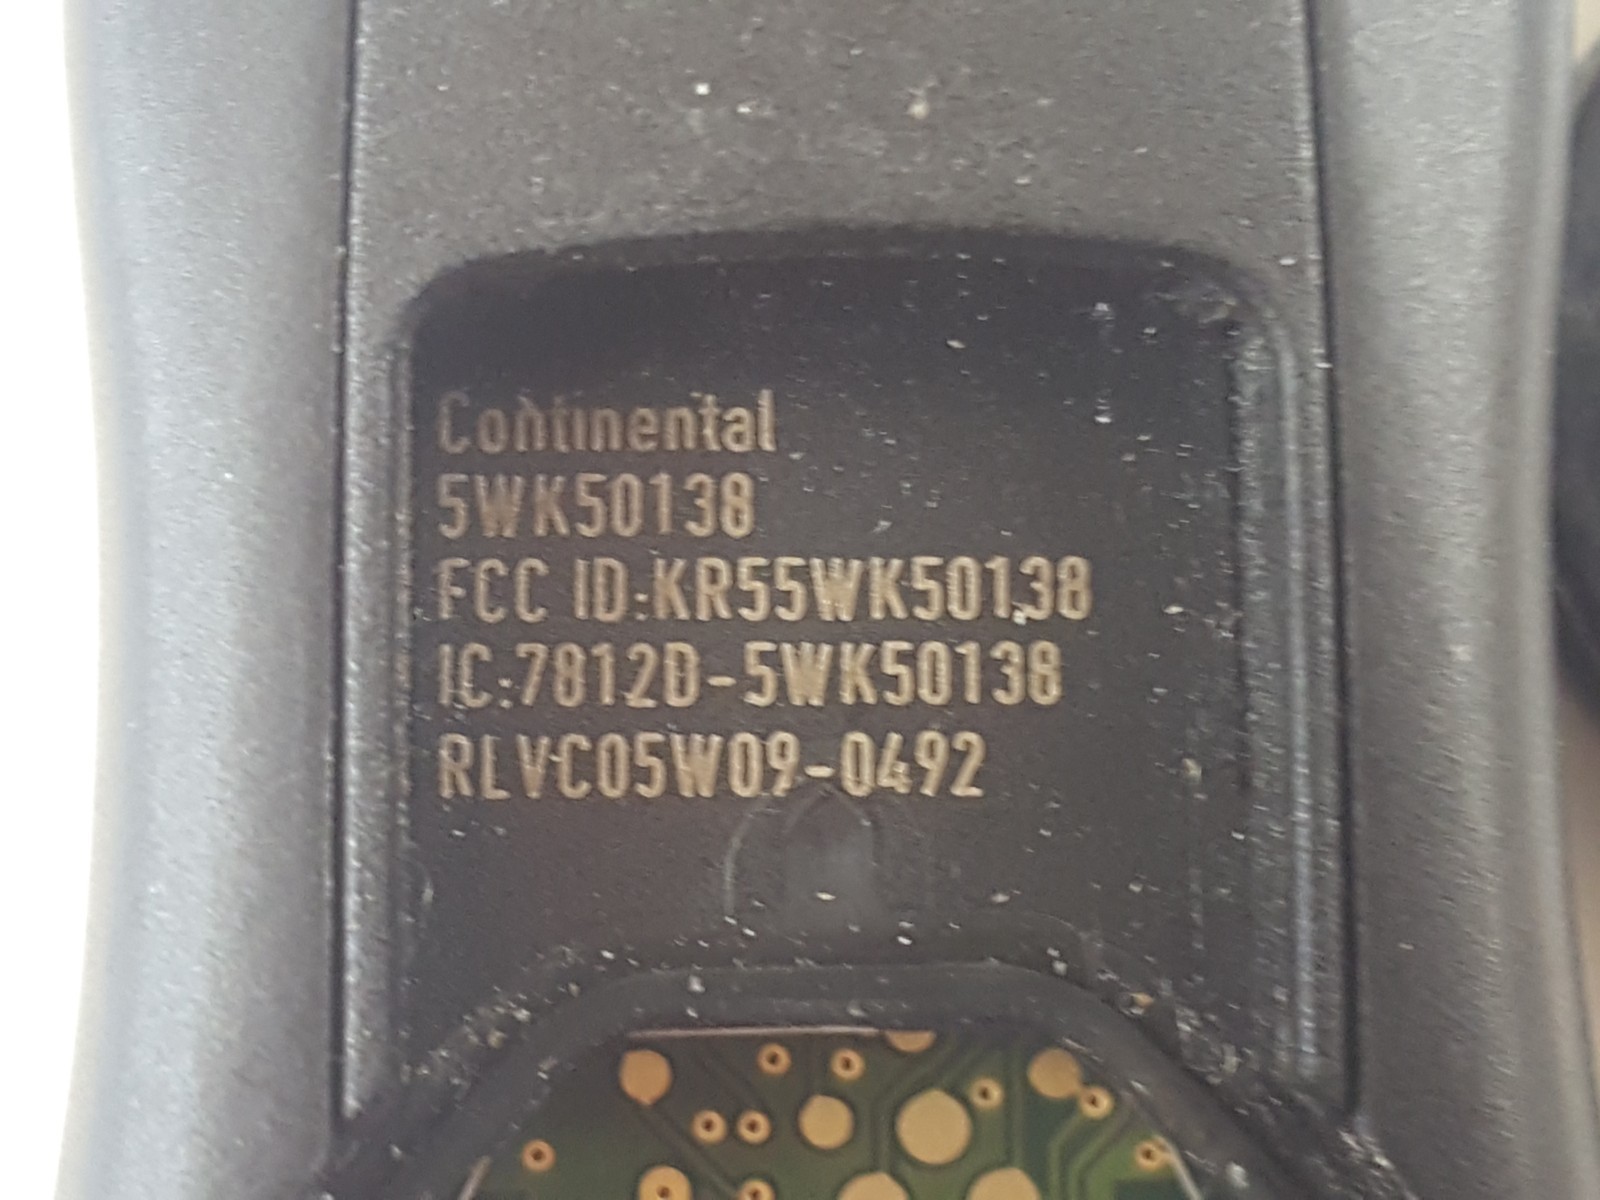 Continental
5WK50138
FCC ID:KR55WK50138
IC:7812D-5WK50138
RLVC05W09-0492